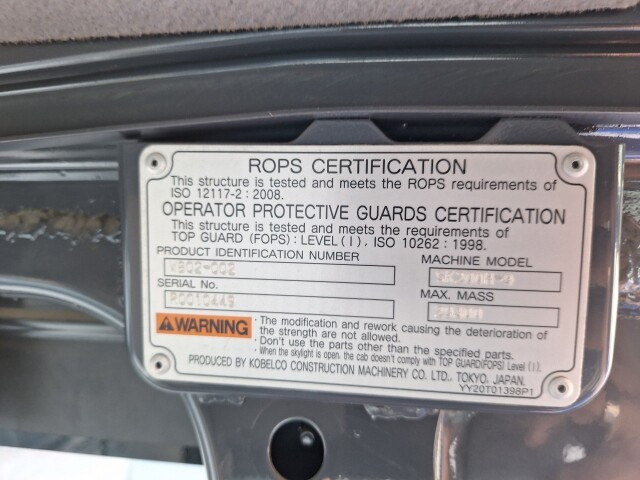 ROPS CERTIFICATION
This structure is tested and meets the ROPS requirements of
ISO 12117-2 : 2008.
OPERATOR PROTECTIVE GUARDS CERTIFICATION
This structure is tested and meets the requirements of
TOP GUARD (FOPS) : LEVEL(I), ISO 10262 : 1998.
PRODUCT IDENTIFICATION NUMBER
MACHINE MODEL
SERIAL No.
R0010449
MAX. MASS
WARNING
· The modification and rework causing the deterioration of
the strength are not allowed.
· Don't use the parts other than the specified parts.
· When the skylight is open. the cab doesn't comply with TOP GUARD(FOPS) Level (I).
PRODUCED BY KOBELCO CONSTRUCTION MACHINERY CO. LTD., TOKYO, JAPAN.
YY20T01398P1